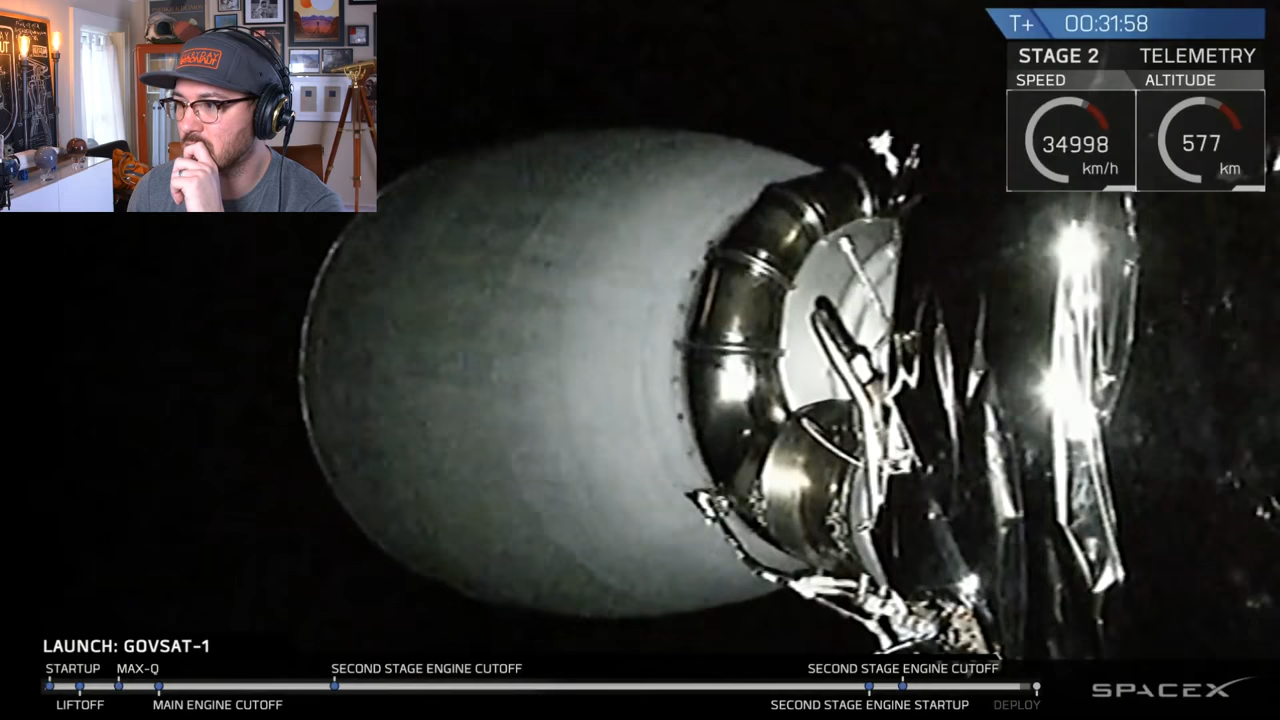 T+ 00:31:58
STAGE 2 TELEMETRY
SPEED ALTITUDE
34998 577
km/h km
LAUNCH: GOVSAT-1
STARTUP MAX-Q SECOND STAGE ENGINE CUTOFF SECOND STAGE ENGINE CUTOFF
LIFTOFF MAIN ENGINE CUTOFF SECOND STAGE ENGINE STARTUP DEPLOY
SPACEX